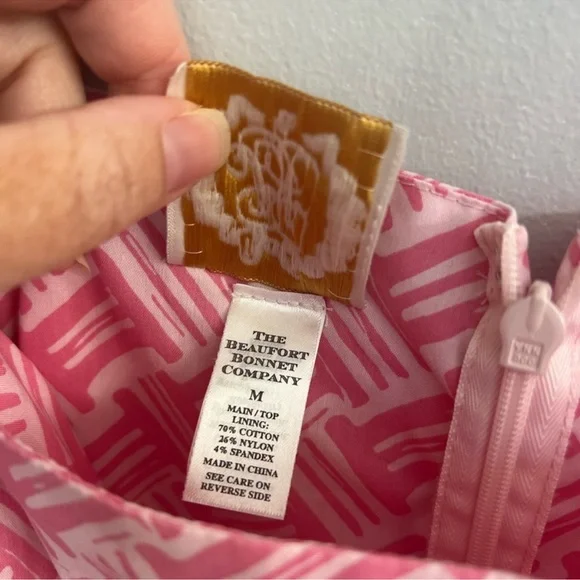 THE
BEAUFORT
BONNET
COMPANY
M
MAIN / TOP
LINING:
70% COTTON
26% NYLON
4% SPANDEX
MADE IN CHINA
SEE CARE ON
REVERSE SIDE